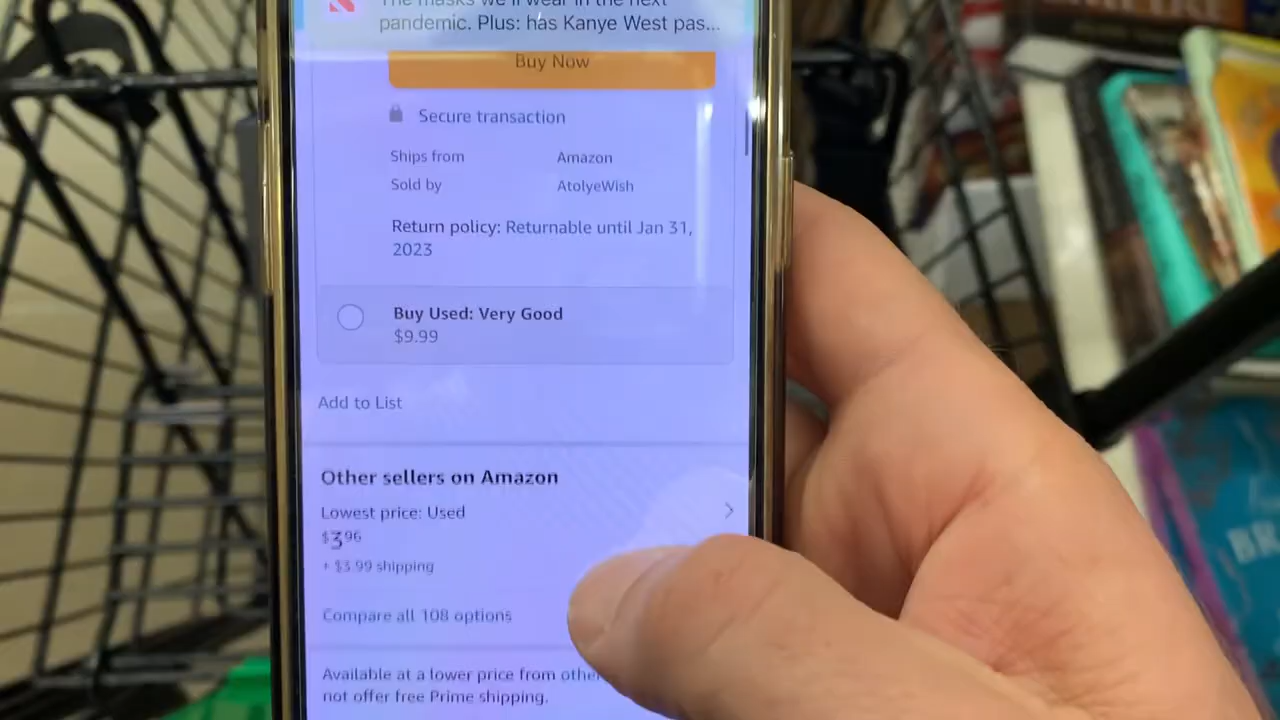 The masks we'll wear in the next
pandemic. Plus: has Kanye West pas...
Buy Now
Secure transaction
Ships from Amazon
Sold by AtolyeWish
Return policy: Returnable until Jan 31,
2023
Buy Used: Very Good
$9.99
Add to List
Other sellers on Amazon
Lowest price: Used
$3⁹⁶
+ $3.99 shipping
Compare all 108 options
Available at a lower price from
not offer free Prime shipping.
BR